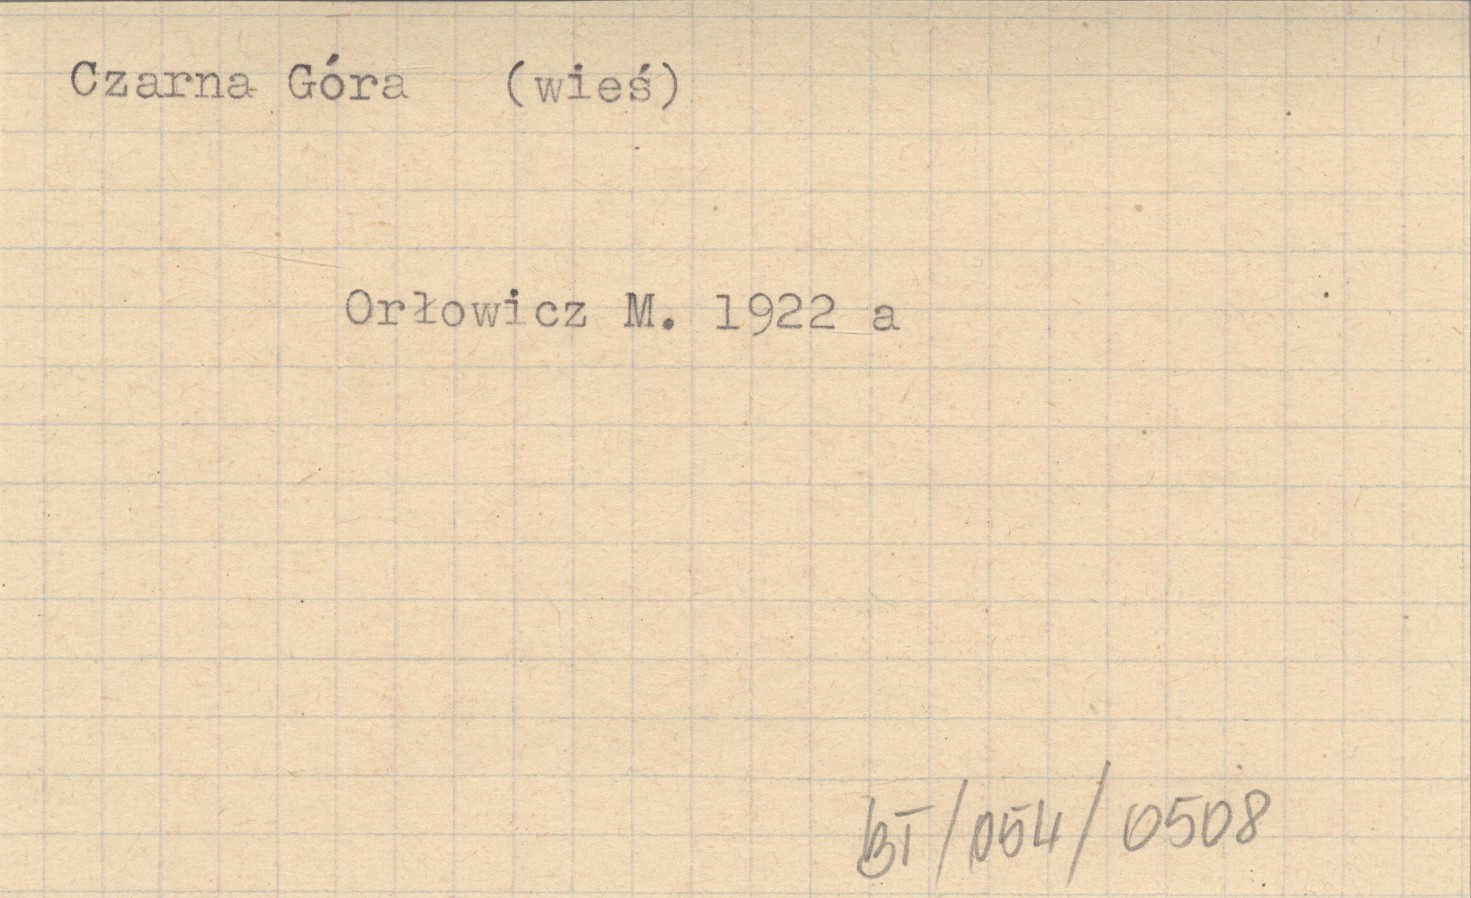 Czarna Góra (wieś)
Orłowicz M. 1922 a
BT/054/0508